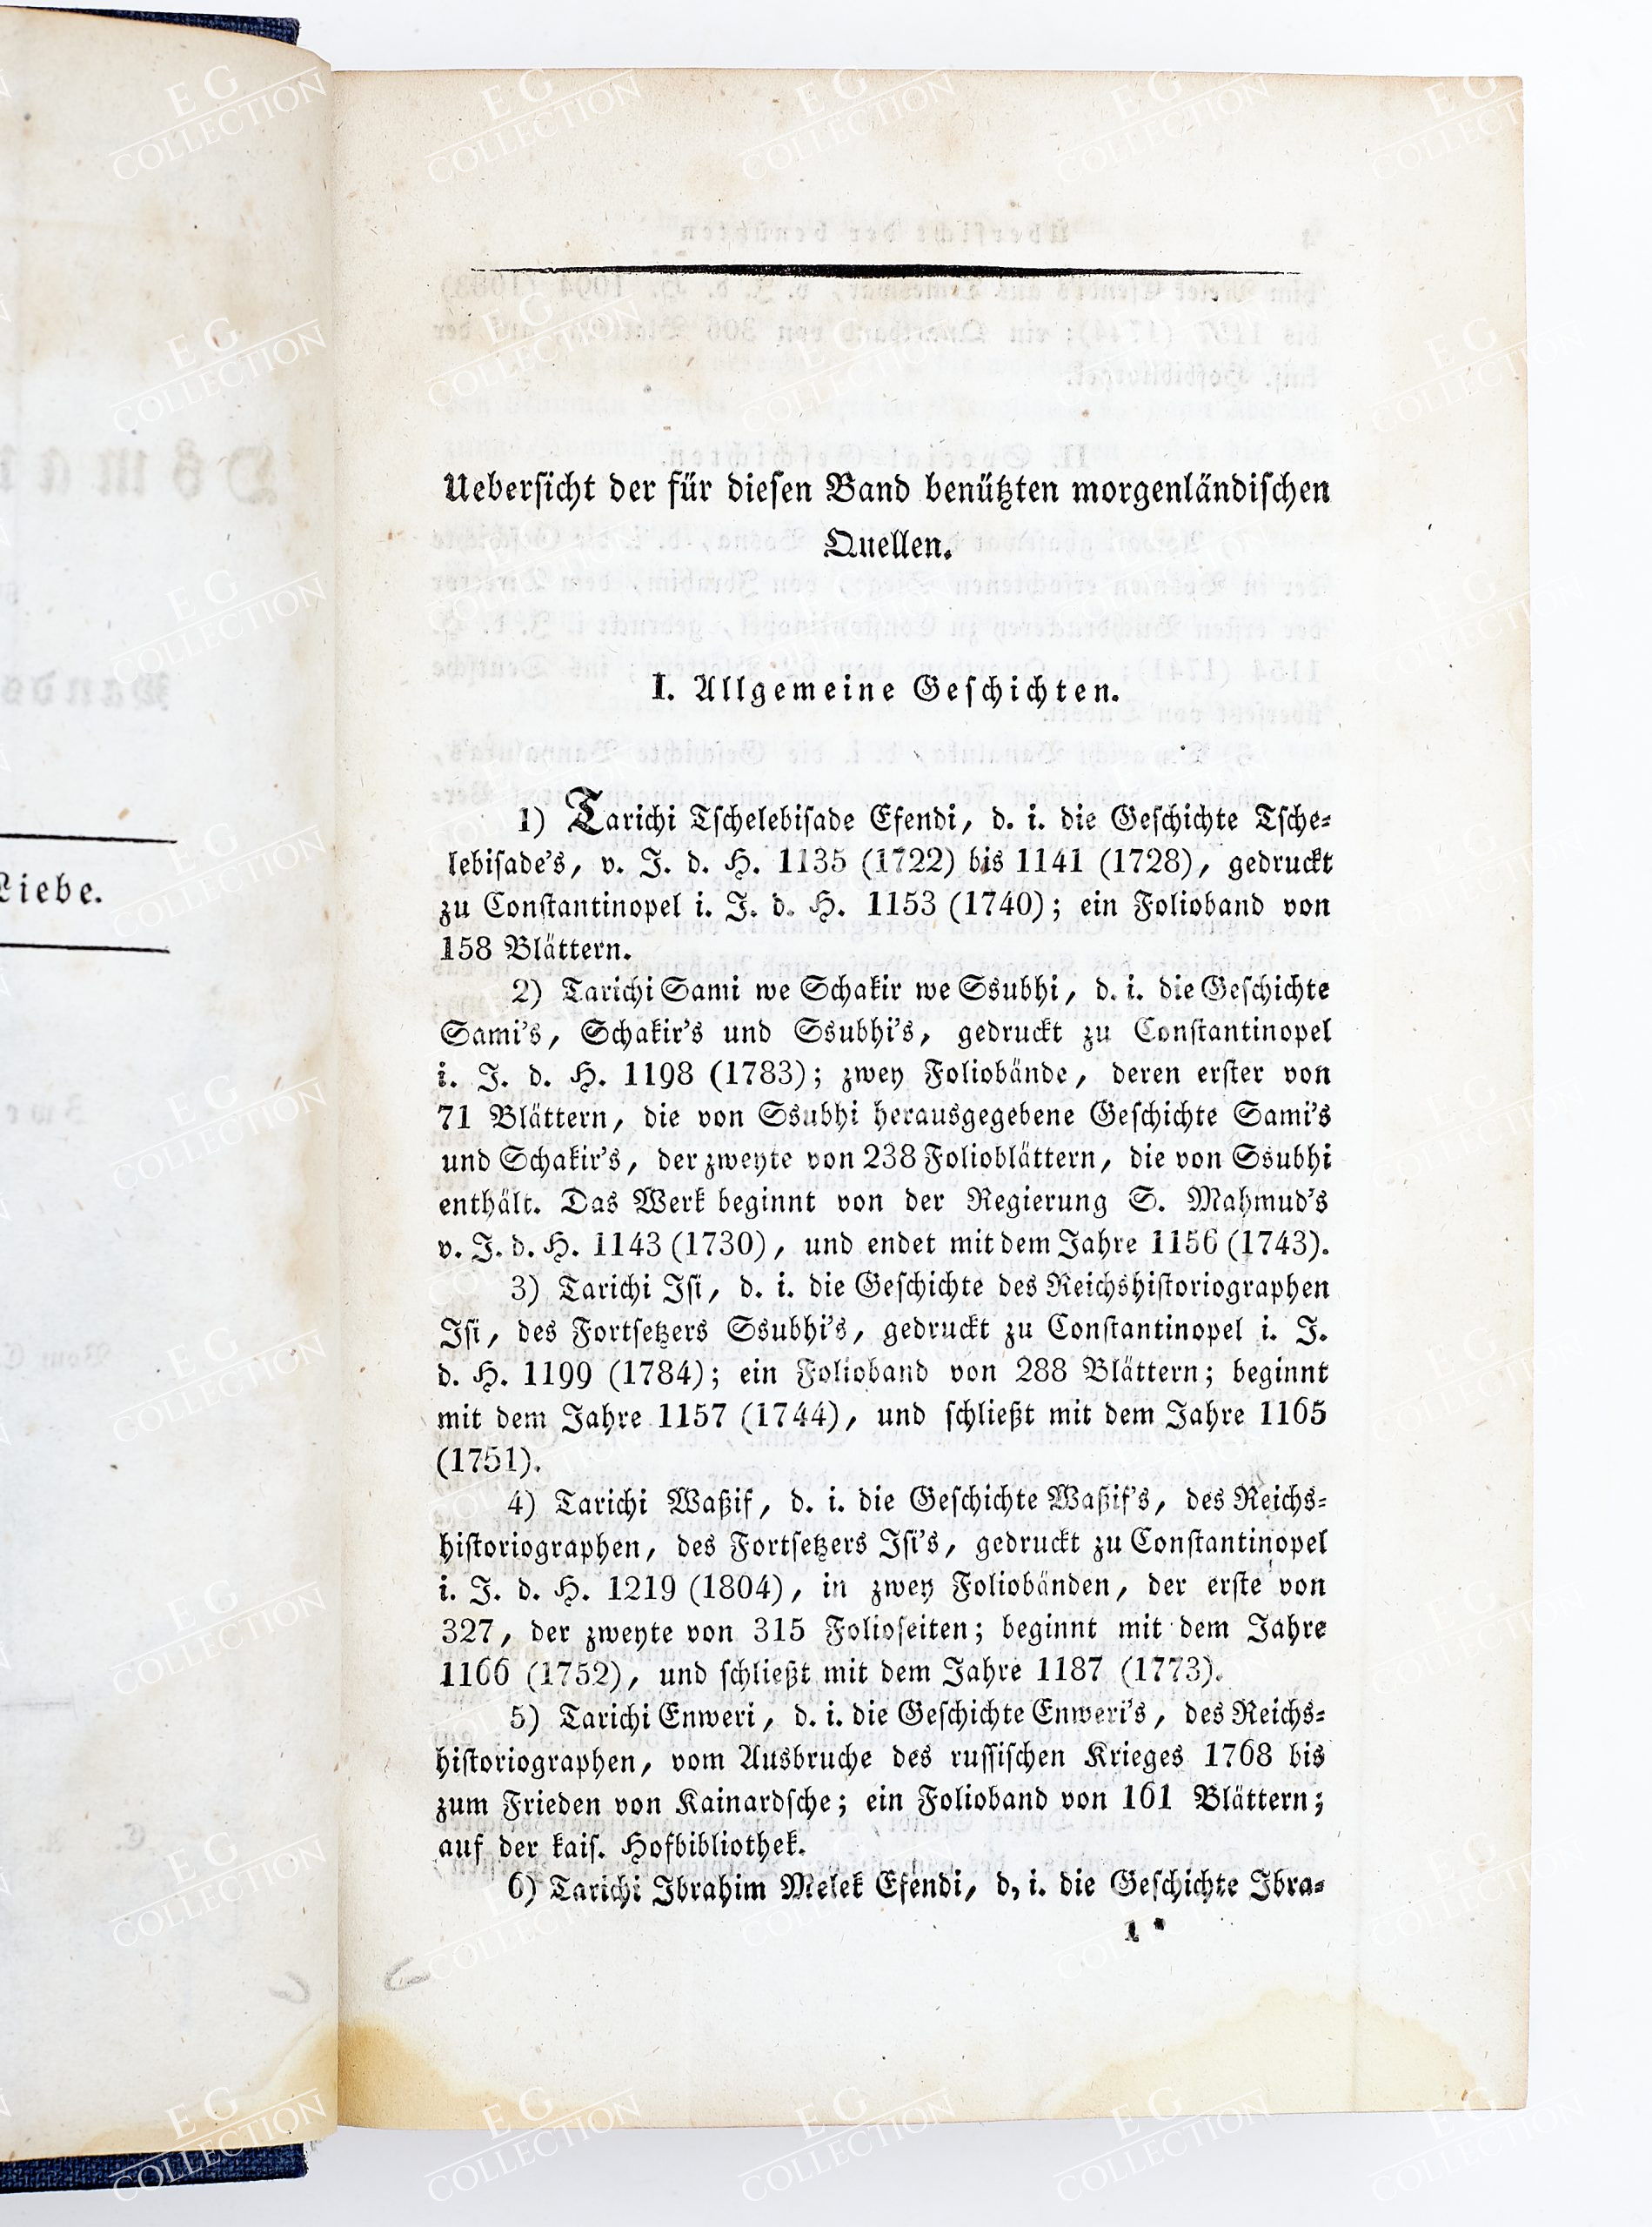 Liebe.
Uebersicht der für diesen Band benützten morgenländischen
Quellen.
I. Allgemeine Geschichten.
1) Tarichi Tschelebisade Efendi, d. i. die Geschichte Tsche-
lebisade's, v. J. d. H. 1135 (1722) bis 1141 (1728), gedruckt
zu Constantinopel i. J. d. H. 1153 (1740); ein Folioband von
158 Blättern.
2) Tarichi Sami we Schakir we Ssubhi, d. i. die Geschichte
Sami's, Schakir's und Ssubhi's, gedruckt zu Constantinopel
i. J. d. H. 1198 (1783); zwey Foliobände, deren erster von
71 Blättern, die von Ssubhi herausgegebene Geschichte Sami's
und Schakir's, der zweyte von 238 Folioblättern, die von Ssubhi
enthält. Das Werk beginnt von der Regierung S. Mahmud's
v. J. d. H. 1143 (1730), und endet mit dem Jahre 1156 (1743).
3) Tarichi Isi, d. i. die Geschichte des Reichshistoriographen
Isi, des Fortsetzers Ssubhi's, gedruckt zu Constantinopel i. J.
d. H. 1199 (1784); ein Folioband von 288 Blättern; beginnt
mit dem Jahre 1157 (1744), und schließt mit dem Jahre 1165
(1751).
4) Tarichi Waßif, d. i. die Geschichte Waßif's, des Reichs-
historiographen, des Fortsetzers Isi's, gedruckt zu Constantinopel
i. J. d. H. 1219 (1804), in zwey Foliobänden, der erste von
327, der zweyte von 315 Folioseiten; beginnt mit dem Jahre
1166 (1752), und schließt mit dem Jahre 1187 (1773).
5) Tarichi Enweri, d. i. die Geschichte Enweri's, des Reichs-
historiographen, vom Ausbruche des russischen Krieges 1768 bis
zum Frieden von Kainardsche; ein Folioband von 161 Blättern;
auf der kais. Hofbibliothek.
6) Tarichi Ibrahim Melek Efendi, d, i. die Geschichte Ibra-
1 *
E G
COLLECTION